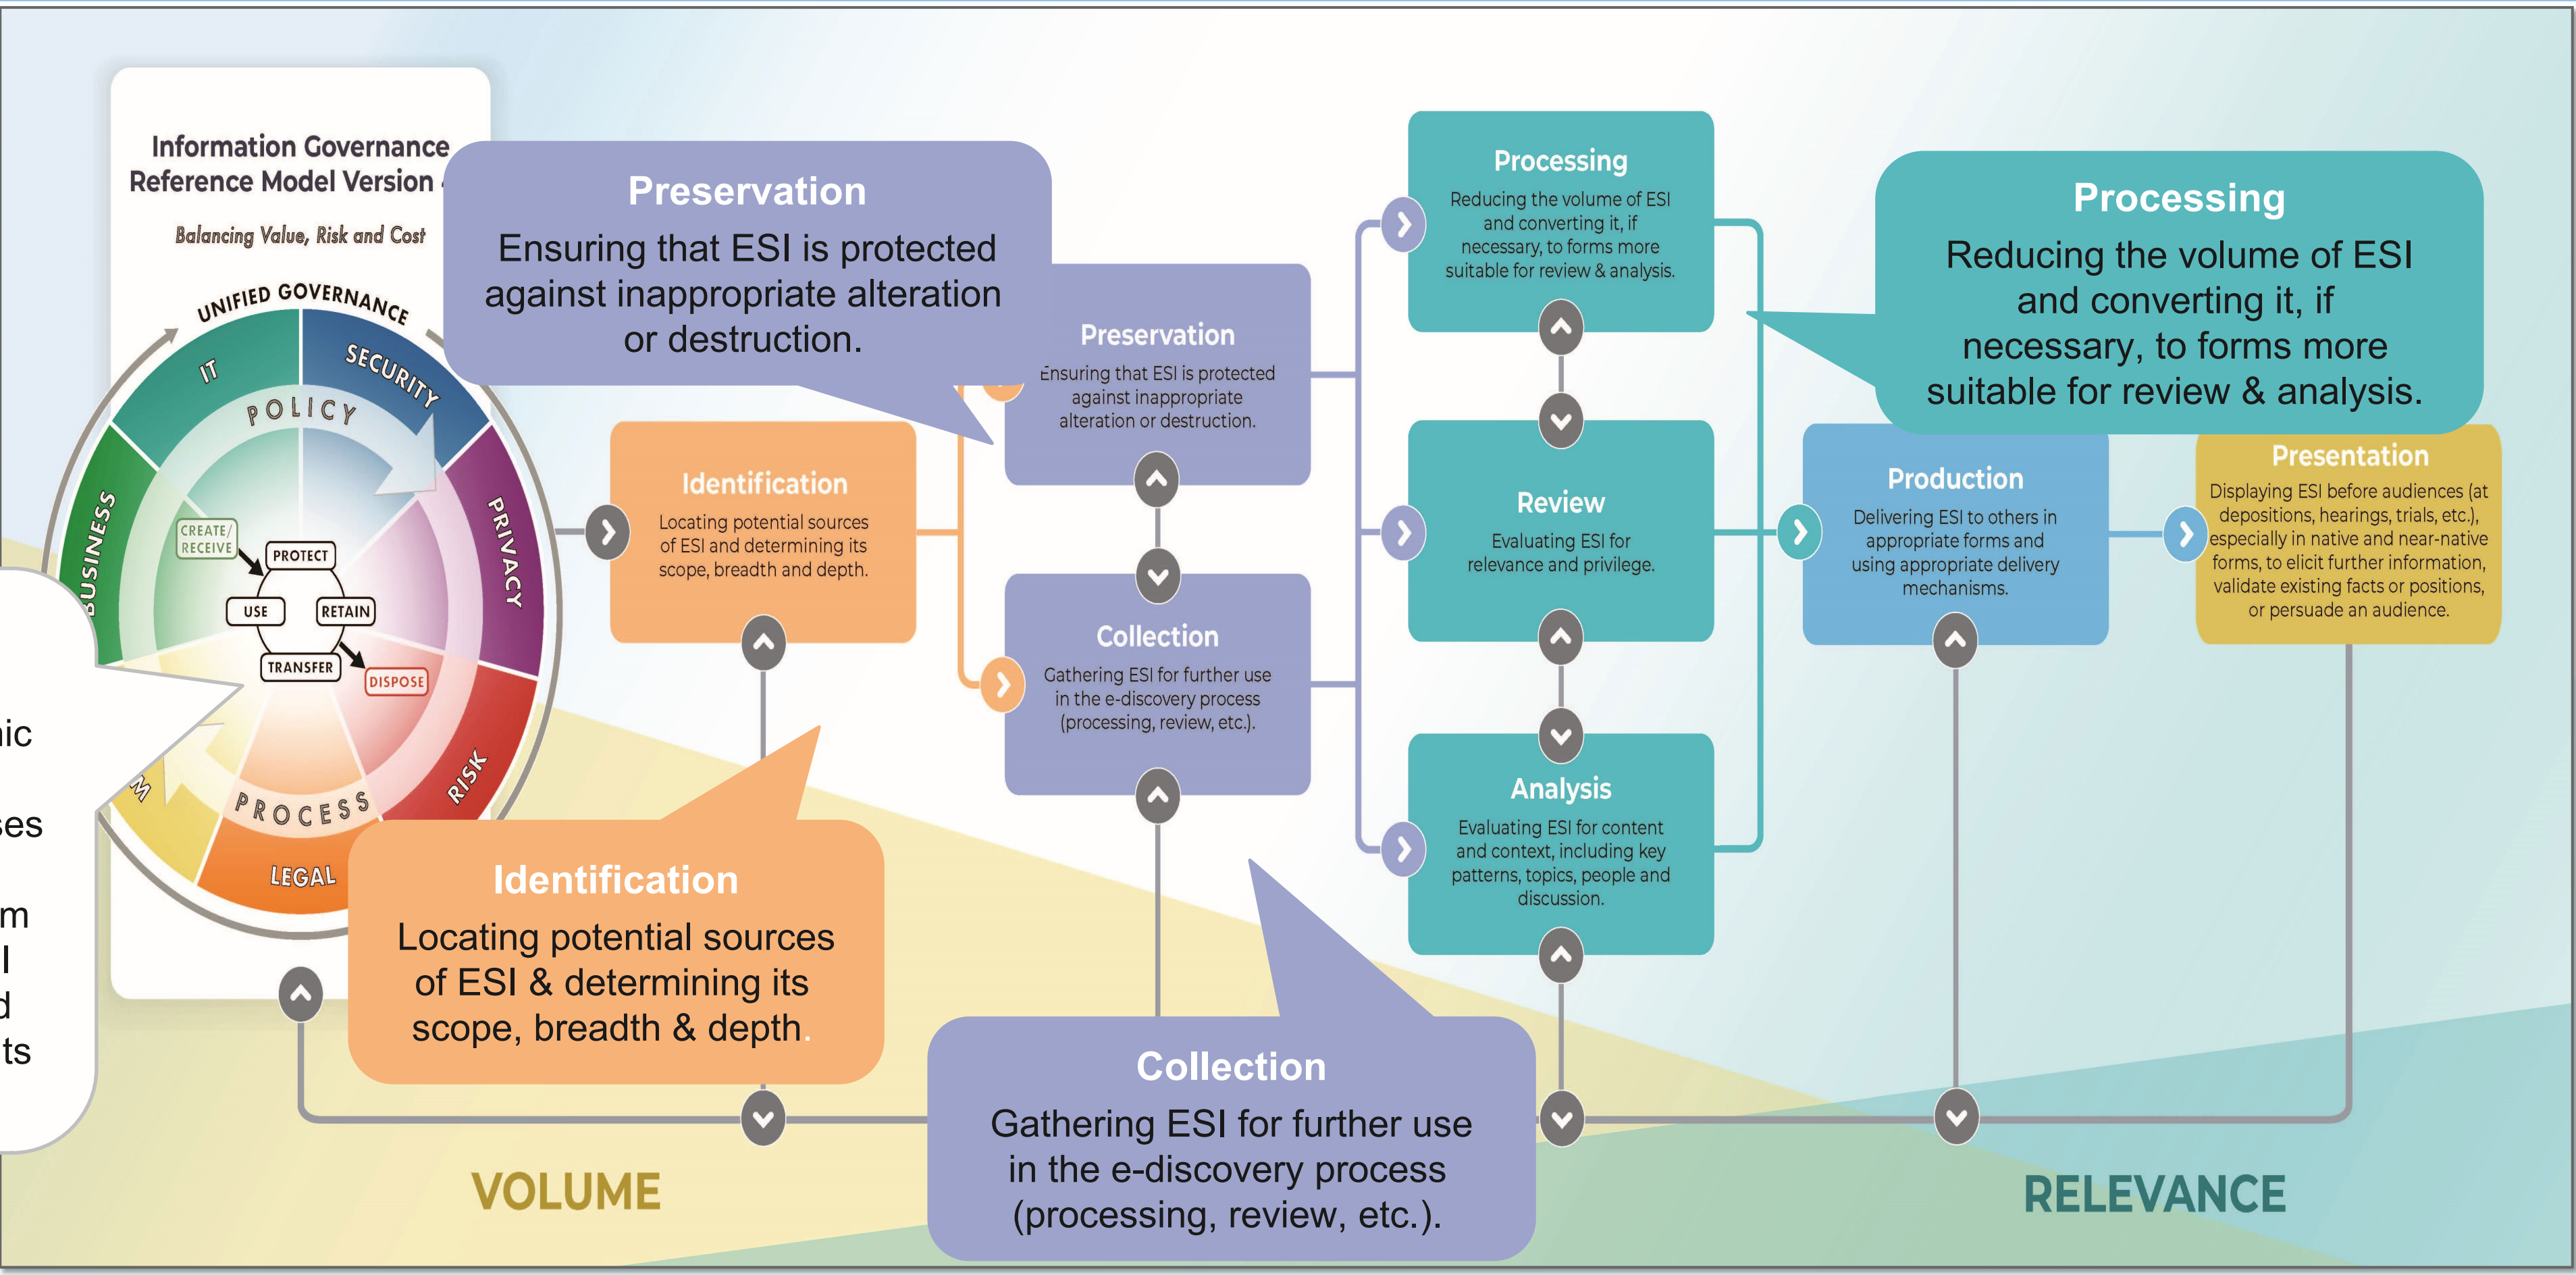 Information Governance
Reference Model Version
Balancing Value, Risk and Cost
UNIFIED GOVERNANCE
IT
SECURITY
POLICY
BUSINESS
PRIVACY
CREATE/
RECEIVE
PROTECT
USE
RETAIN
TRANSFER
DISPOSE
RISK
PROCESS
LEGAL
Preservation
Ensuring that ESI is protected
against inappropriate alteration
or destruction.
Identification
Locating potential sources
of ESI and determining its
scope, breadth and depth.
Identification
Locating potential sources
of ESI & determining its
scope, breadth & depth.
Preservation
Ensuring that ESI is protected
against inappropriate
alteration or destruction.
Collection
Gathering ESI for further use
in the e-discovery process
(processing, review, etc.).
Collection
Gathering ESI for further use
in the e-discovery process
(processing, review, etc.).
Processing
Reducing the volume of ESI
and converting it, if
necessary, to forms more
suitable for review & analysis.
Review
Evaluating ESI for
relevance and privilege.
Analysis
Evaluating ESI for content
and context, including key
patterns, topics, people and
discussion.
Processing
Reducing the volume of ESI
and converting it, if
necessary, to forms more
suitable for review & analysis.
Production
Delivering ESI to others in
appropriate forms and
using appropriate delivery
mechanisms.
Presentation
Displaying ESI before audiences (at
depositions, hearings, trials, etc.),
especially in native and near-native
forms, to elicit further information,
validate existing facts or positions,
or persuade an audience.
VOLUME
RELEVANCE